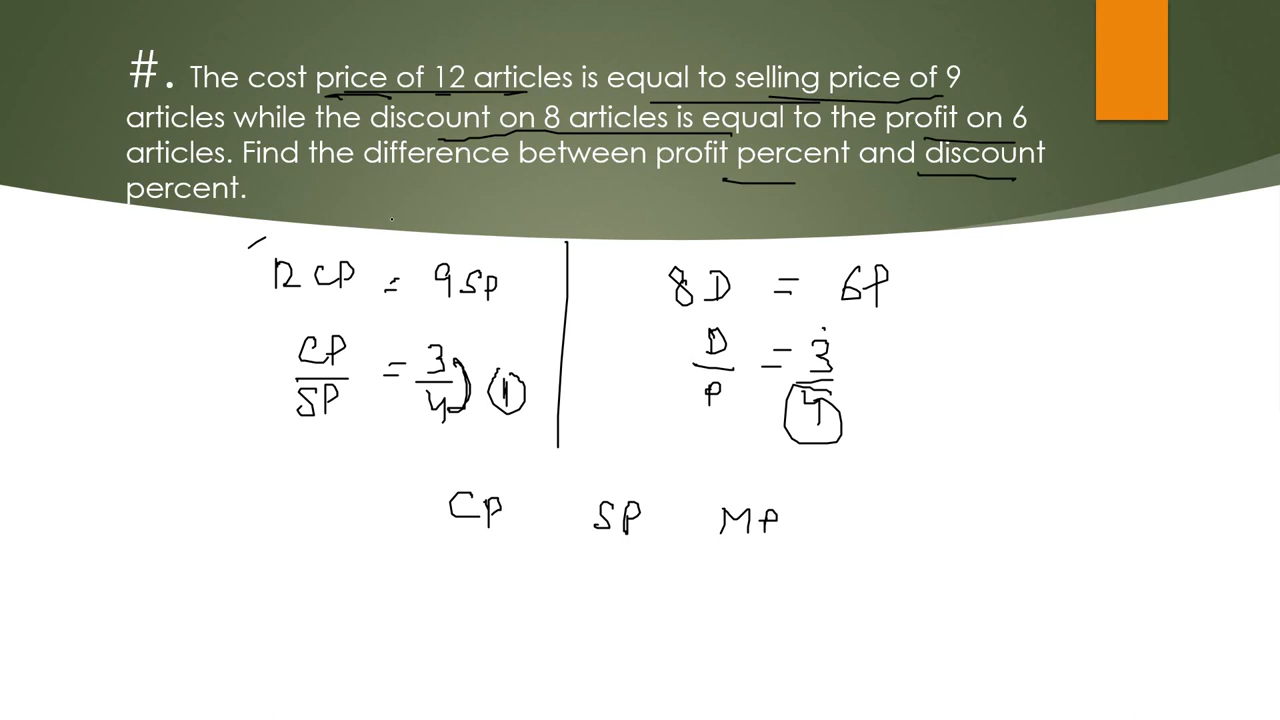 #. The cost price of 12 articles is equal to selling price of 9
articles while the discount on 8 articles is equal to the profit on 6
articles. Find the difference between profit percent and discount
percent.
12 CP = 9 SP
CP/SP = 3/4 ①
8 D = 6P
D/P = 3/4
CP SP MP